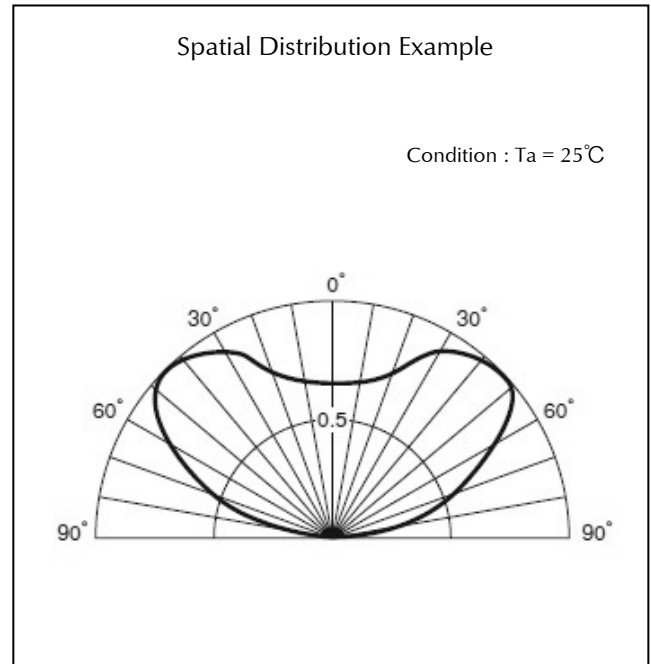 Spatial Distribution Example
Condition : Ta = 25℃
0°
30° 30°
60° 60°
0.5
90° 90°